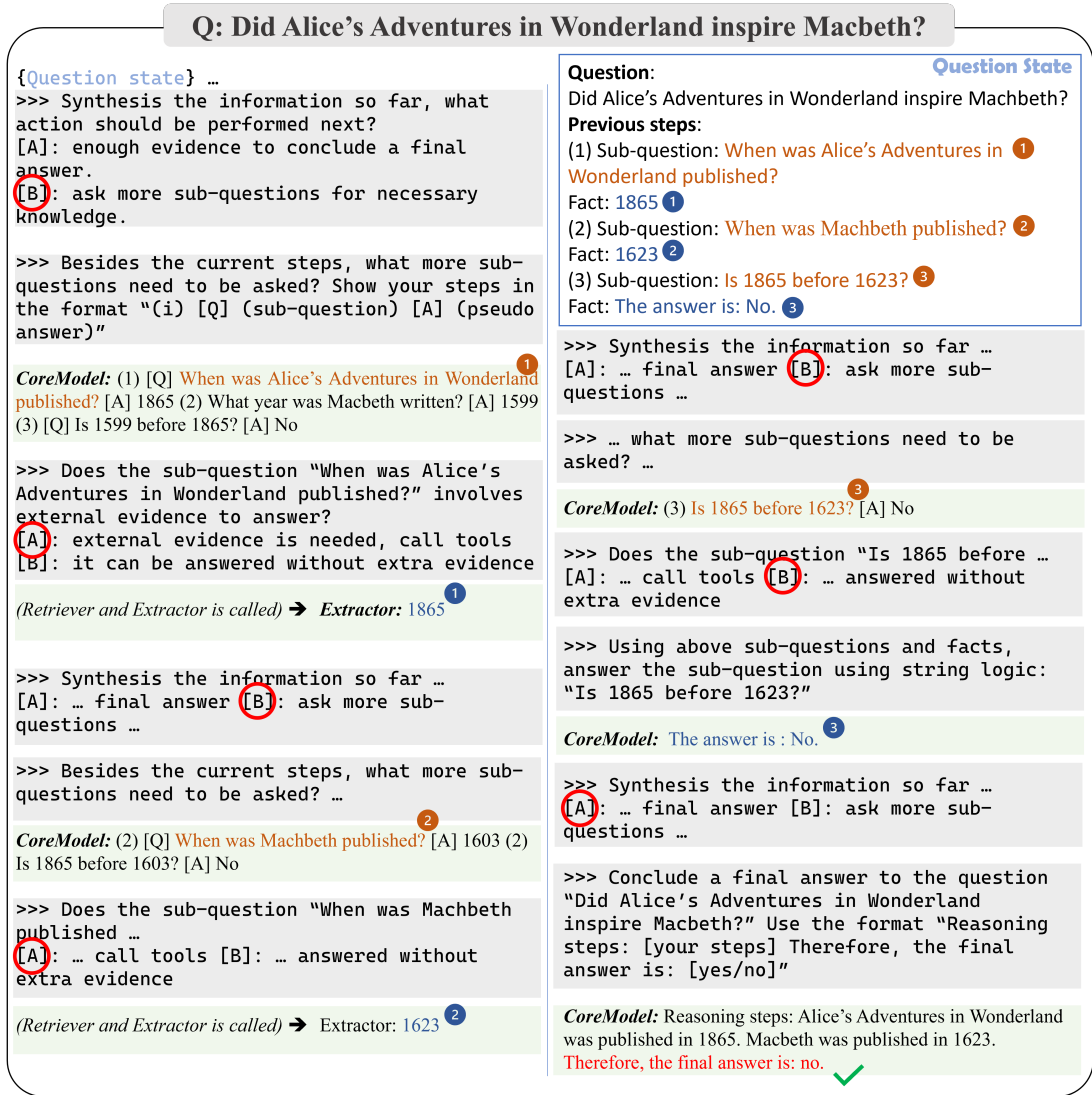 Q: Did Alice’s Adventures in Wonderland inspire Macbeth?
{Question state} …
>>> Synthesis the information so far, what
action should be performed next?
[A]: enough evidence to conclude a final
answer.
[B]: ask more sub-questions for necessary
knowledge.
>>> Besides the current steps, what more sub-
questions need to be asked? Show your steps in
the format “(i) [Q] (sub-question) [A] (pseudo
answer)”
1
CoreModel: (1) [Q] When was Alice’s Adventures in Wonderland
published? [A] 1865 (2) What year was Macbeth written? [A] 1599
(3) [Q] Is 1599 before 1865? [A] No
>>> Does the sub-question “When was Alice’s
Adventures in Wonderland published?” involves
external evidence to answer?
[A]: external evidence is needed, call tools
[B]: it can be answered without extra evidence
(Retriever and Extractor is called) ➔ Extractor: 1865 1
>>> Synthesis the information so far …
[A]: … final answer [B]: ask more sub-
questions …
>>> Besides the current steps, what more sub-
questions need to be asked? …
2
CoreModel: (2) [Q] When was Machbeth published? [A] 1603 (2)
Is 1865 before 1603? [A] No
>>> Does the sub-question “When was Machbeth
published …
[A]: … call tools [B]: … answered without
extra evidence
(Retriever and Extractor is called) ➔ Extractor: 1623 2
Question State
Question:
Did Alice’s Adventures in Wonderland inspire Machbeth?
Previous steps:
(1) Sub-question: When was Alice’s Adventures in 1
Wonderland published?
Fact: 1865 1
(2) Sub-question: When was Machbeth published? 2
Fact: 1623 2
(3) Sub-question: Is 1865 before 1623? 3
Fact: The answer is: No. 3
>>> Synthesis the information so far …
[A]: … final answer [B]: ask more sub-
questions …
>>> … what more sub-questions need to be
asked? …
3
CoreModel: (3) Is 1865 before 1623? [A] No
>>> Does the sub-question “Is 1865 before …
[A]: … call tools [B]: … answered without
extra evidence
>>> Using above sub-questions and facts,
answer the sub-question using string logic:
“Is 1865 before 1623?”
CoreModel: The answer is : No. 3
>>> Synthesis the information so far …
[A]: … final answer [B]: ask more sub-
questions …
>>> Conclude a final answer to the question
“Did Alice’s Adventures in Wonderland
inspire Macbeth?” Use the format “Reasoning
steps: [your steps] Therefore, the final
answer is: [yes/no]”
CoreModel: Reasoning steps: Alice’s Adventures in Wonderland
was published in 1865. Macbeth was published in 1623.
Therefore, the final answer is: no.